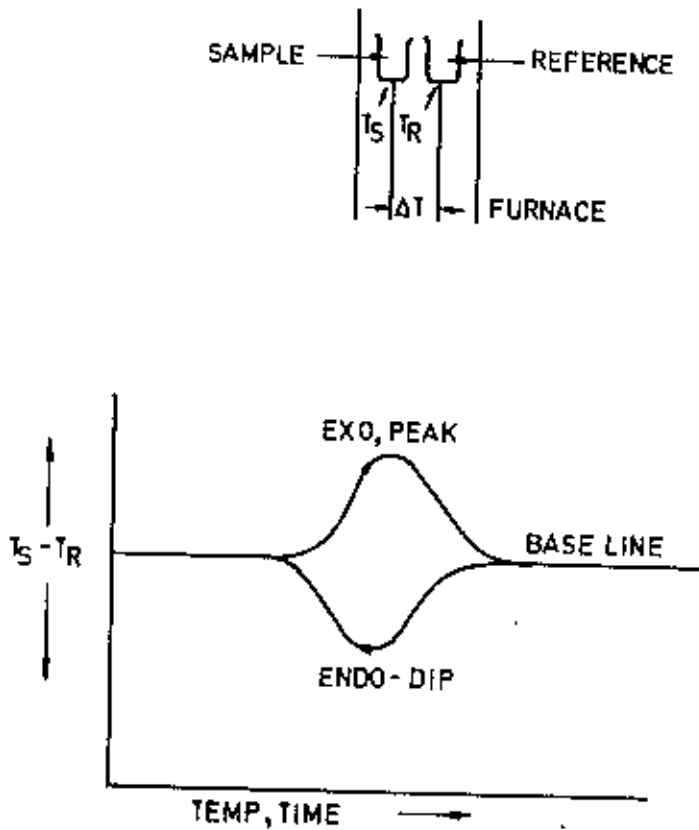 SAMPLE
REFERENCE
TS TR
ΔT
FURNACE
EXO, PEAK
TS - TR
BASE LINE
ENDO - DIP
TEMP, TIME